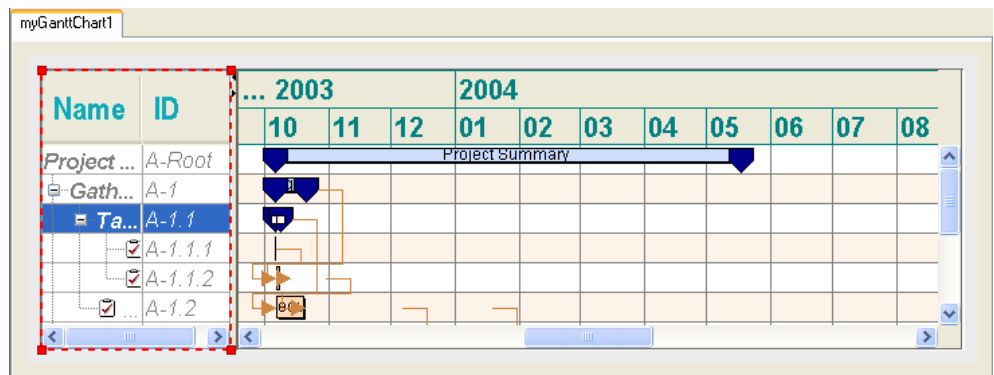 myGanttChart1
Name ID
... 2003 2004
10 11 12 01 02 03 04 05 06 07 08
Project ... A-Root Project Summary
Gath... A-1
Ta... A-1.1
A-1.1.1
A-1.1.2
... A-1.2